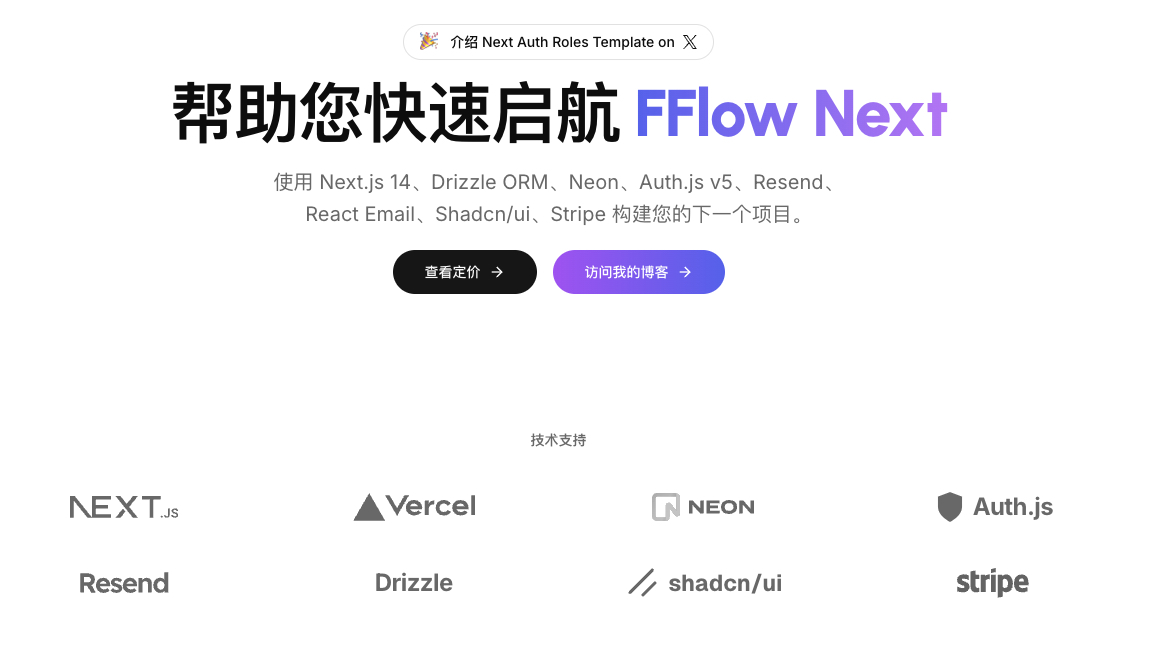 🎉 介绍 Next Auth Roles Template on X
帮助您快速启航 FFlow Next
使用 Next.js 14、Drizzle ORM、Neon、Auth.js v5、Resend、
React Email、Shadcn/ui、Stripe 构建您的下一个项目。
查看定价 → 访问我的博客 →
技术支持
NEXT.JS Vercel NEON Auth.js
Resend Drizzle shadcn/ui stripe